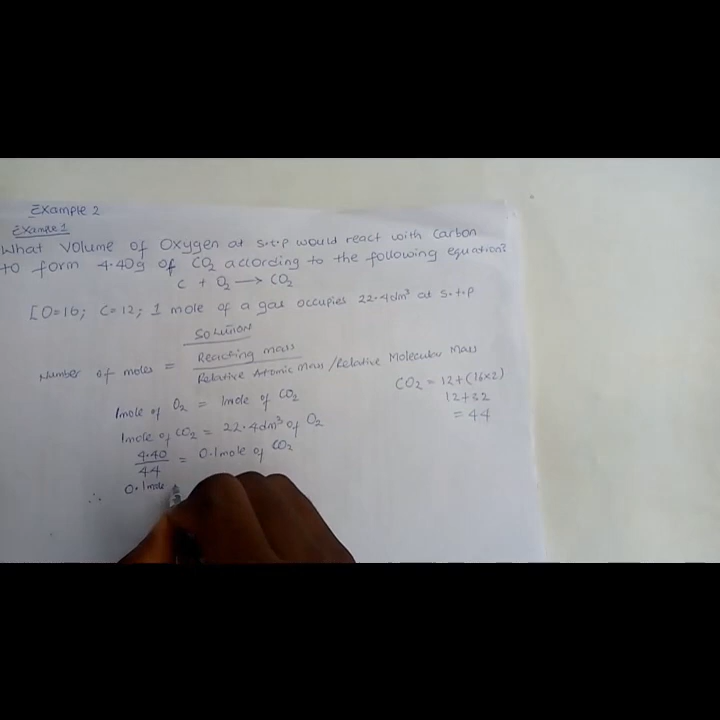 Example 2
Example 1
What Volume of Oxygen at s.t.p would react with Carbon
to form 4.40g of CO₂ according to the following equation?
C + O₂ → CO₂
[O=16; C=12; 1 mole of a gas occupies 22.4dm³ at s.t.p
SOLUTION
Number of moles = Reacting mass / Relative Atomic Mass/Relative Molecular Mass
CO₂ = 12+(16×2)
12+32
= 44
1mole of O₂ = 1mole of CO₂
1mole of CO₂ = 22.4dm³ of O₂
4.40/44 = 0.1mole of CO₂
∴ 0.1mole